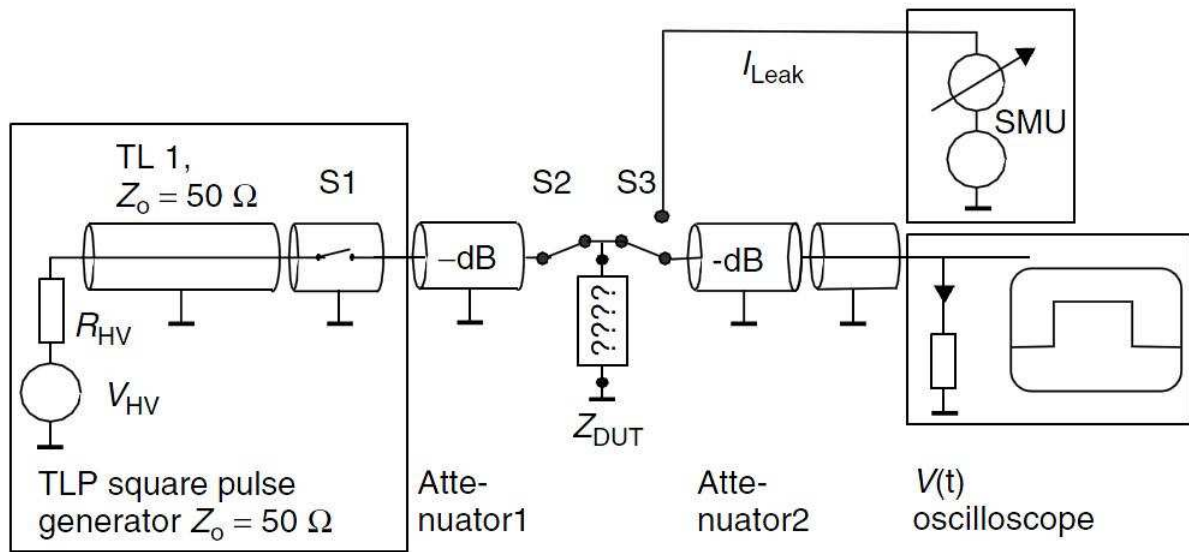 I_Leak
SMU
TL 1,
Z_o = 50 Ω
S1
S2
S3
–dB
-dB
R_HV
V_HV
????
Z_DUT
TLP square pulse
generator Z_o = 50 Ω
Atte-
nuator1
Atte-
nuator2
V(t)
oscilloscope